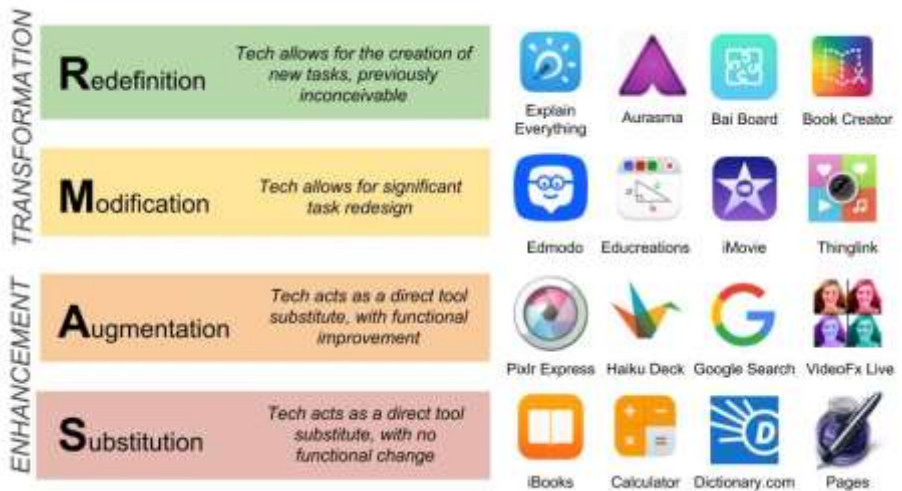 TRANSFORMATION
Redefinition
Tech allows for the creation of
new tasks, previously
inconceivable
Explain
Everything
Aurasma
Bai Board
Book Creator
Modification
Tech allows for significant
task redesign
Edmodo
Educreations
iMovie
Thinglink
ENHANCEMENT
Augmentation
Tech acts as a direct tool
substitute, with functional
improvement
Pixlr Express
Haiku Deck
Google Search
VideoFx Live
Substitution
Tech acts as a direct tool
substitute, with no
functional change
iBooks
Calculator
Dictionary.com
Pages